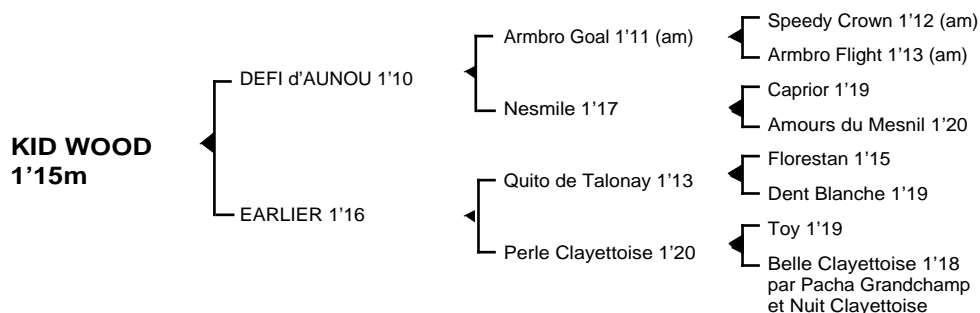 KID WOOD
1’15m
DEFI d'AUNOU 1’10
EARLIER 1’16
Armbro Goal 1’11 (am)
Nesmile 1’17
Quito de Talonay 1’13
Perle Clayettoise 1’20
Speedy Crown 1’12 (am)
Armbro Flight 1’13 (am)
Caprior 1’19
Amours du Mesnil 1’20
Florestan 1’15
Dent Blanche 1’19
Toy 1’19
Belle Clayettoise 1’18
par Pacha Grandchamp
et Nuit Clayettoise